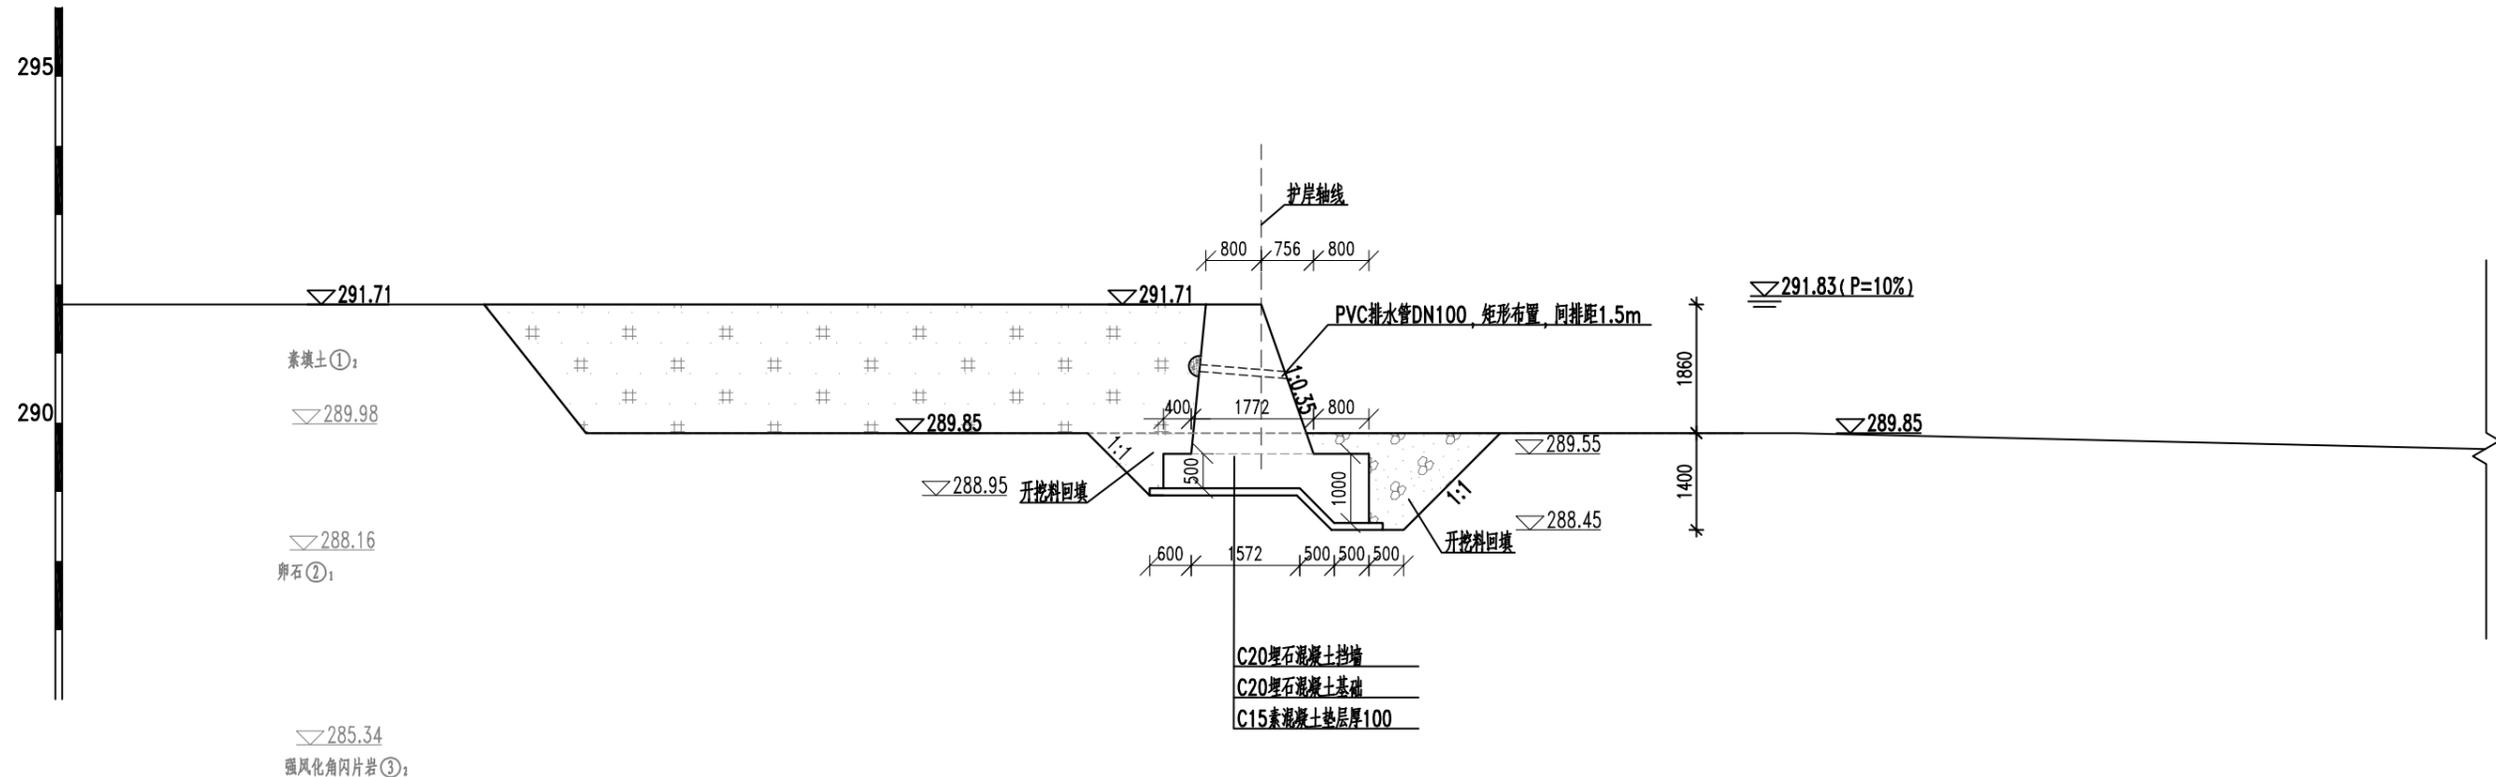 295
护岸轴线
800 756 800
291.71
291.71
291.83(P=10%)
PVC排水管DN100，矩形布置，间排距1.5m
素填土①₂
1860
1:0.35
290
289.98
400 1772 800
289.85
289.85
1:1
289.55
500
1000
1400
1:1
288.95
开挖料回填
288.45
288.16
开挖料回填
600 1572 500 500 500
卵石②₁
C20埋石混凝土挡墙
C20埋石混凝土基础
C15素混凝土垫层厚100
285.34
强风化角闪片岩③₂